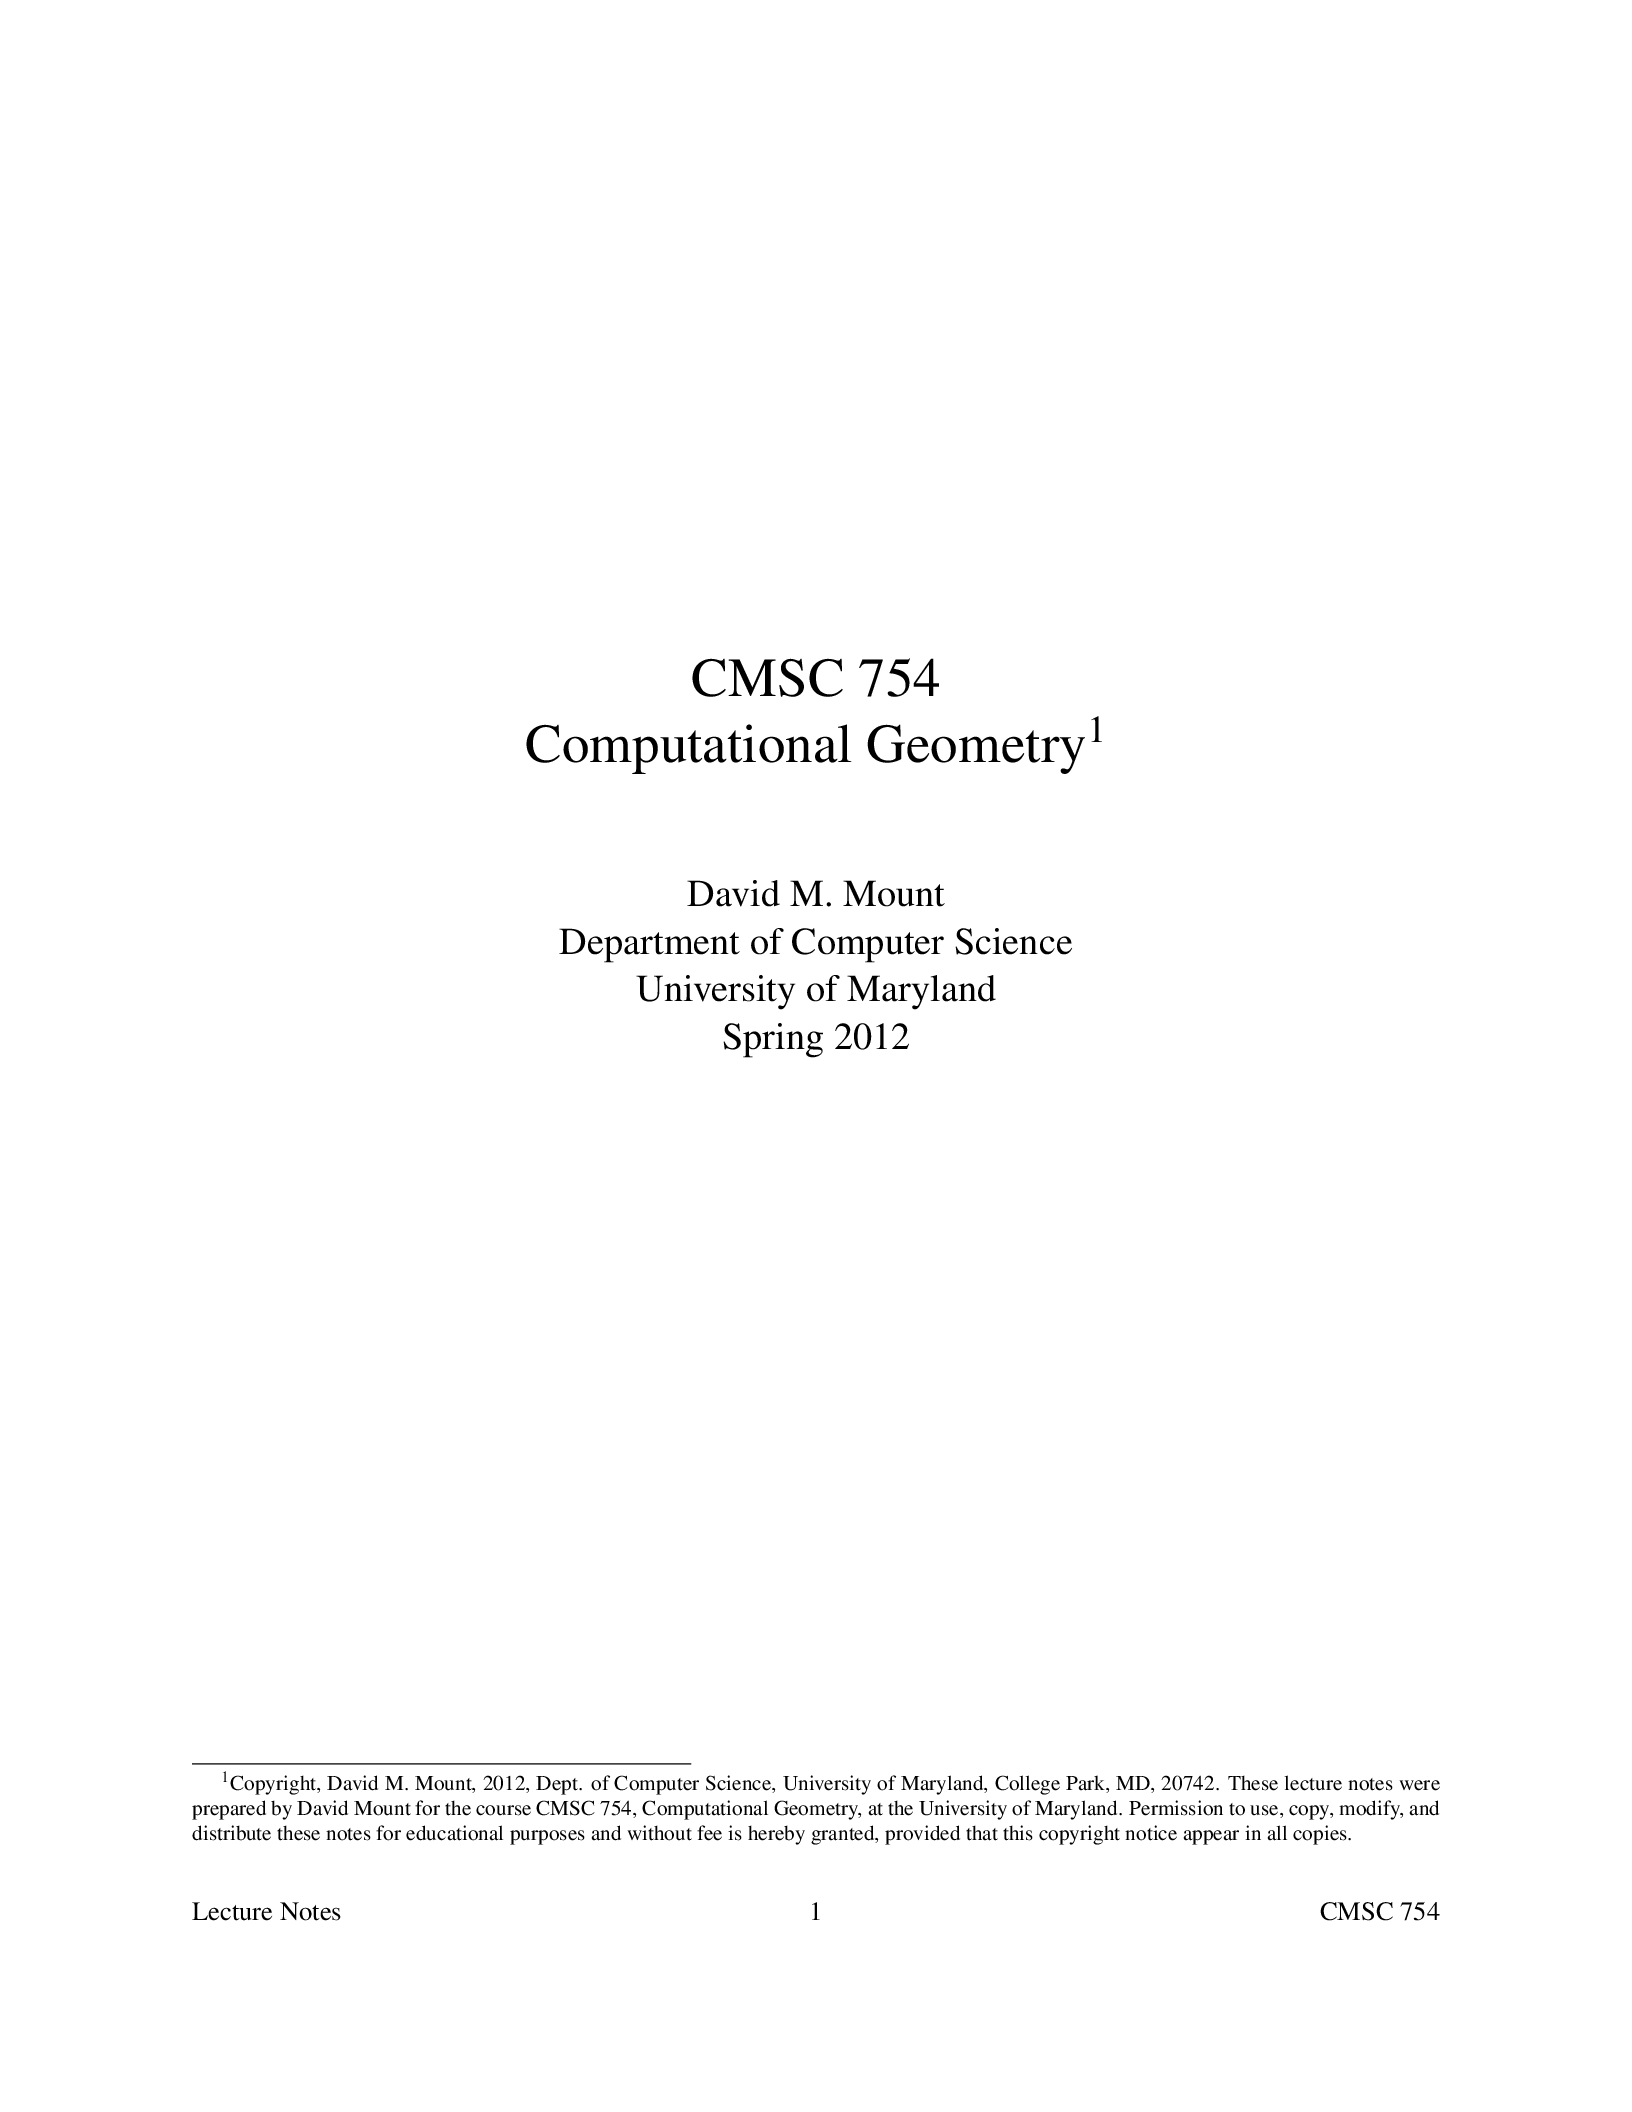 CMSC 754
Computational Geometry¹
David M. Mount
Department of Computer Science
University of Maryland
Spring 2012
¹Copyright, David M. Mount, 2012, Dept. of Computer Science, University of Maryland, College Park, MD, 20742. These lecture notes were
prepared by David Mount for the course CMSC 754, Computational Geometry, at the University of Maryland. Permission to use, copy, modify, and
distribute these notes for educational purposes and without fee is hereby granted, provided that this copyright notice appear in all copies.
Lecture Notes 1 CMSC 754